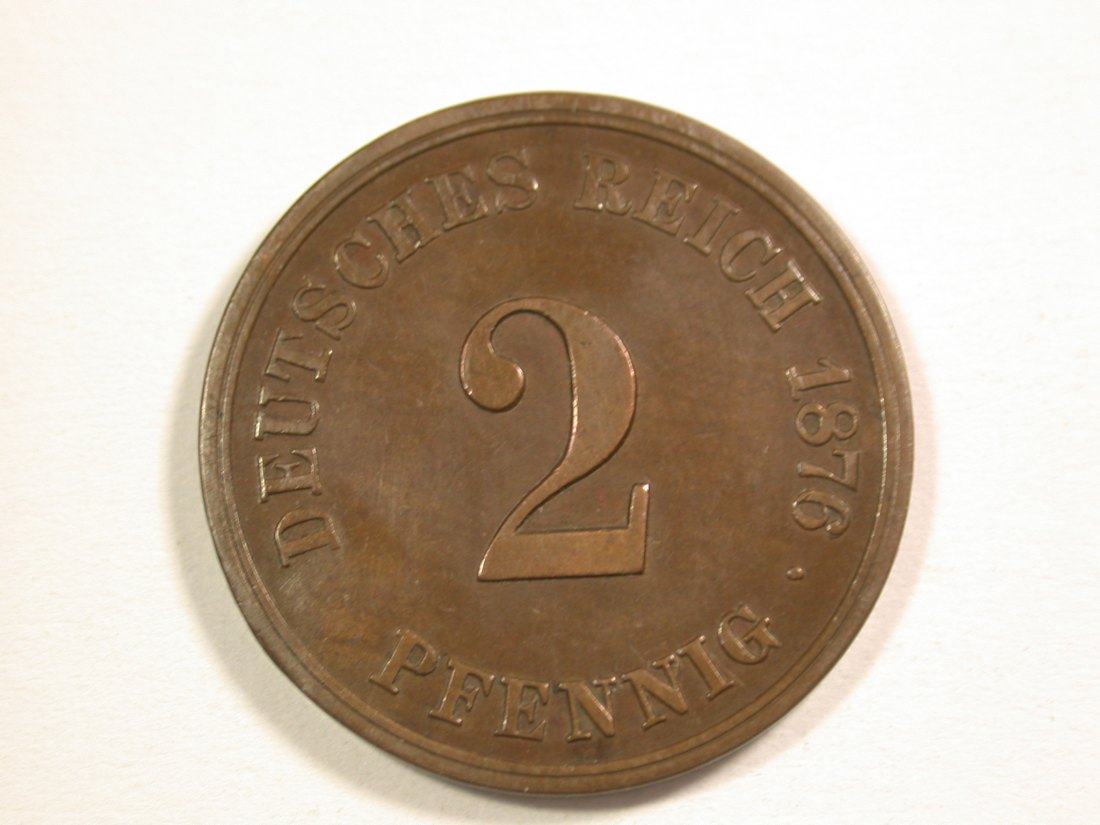 DEUTSCHES REICH 1876 .
2
PFENNIG